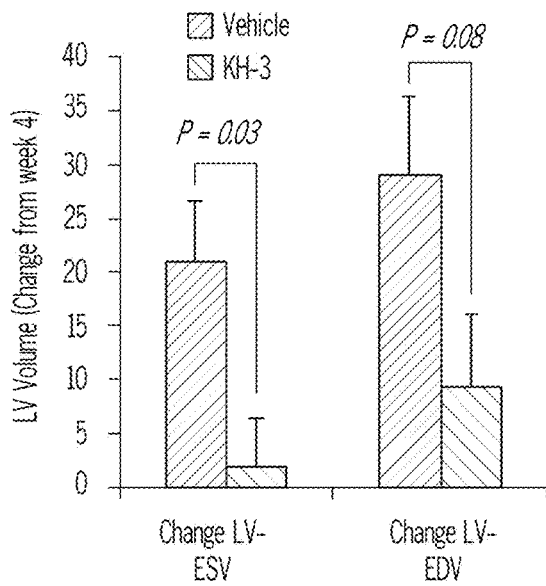 Vehicle
KH-3
P = 0.08
P = 0.03
LV Volume (Change from week 4)
40
35
30
25
20
15
10
5
0
Change LV-
ESV
Change LV-
EDV